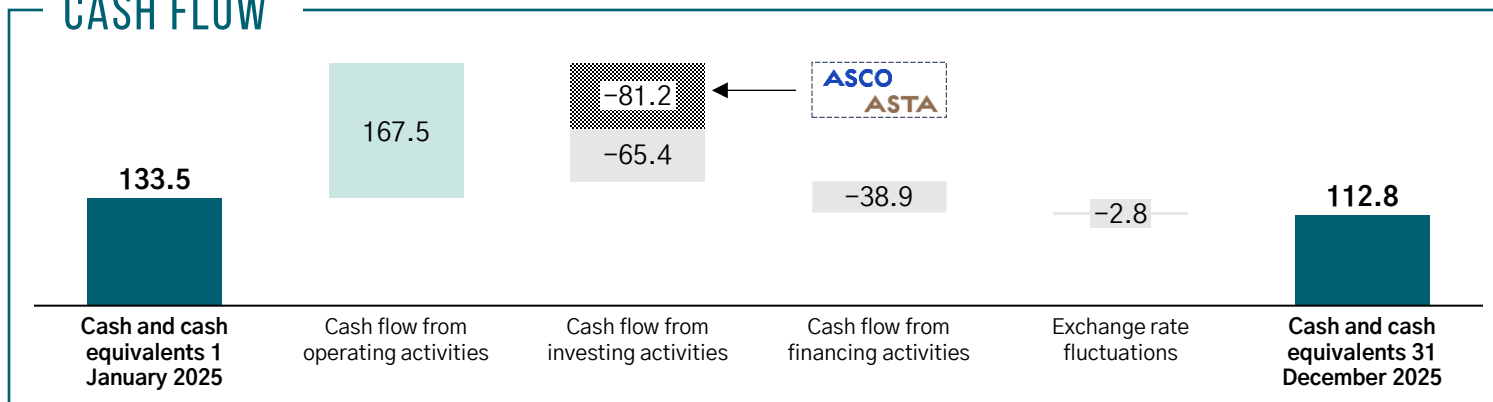 CASH FLOW
133.5
167.5
−81.2
−65.4
ASCO
ASTA
−38.9
−2.8
112.8
Cash and cash
equivalents 1
January 2025
Cash flow from
operating activities
Cash flow from
investing activities
Cash flow from
financing activities
Exchange rate
fluctuations
Cash and cash
equivalents 31
December 2025